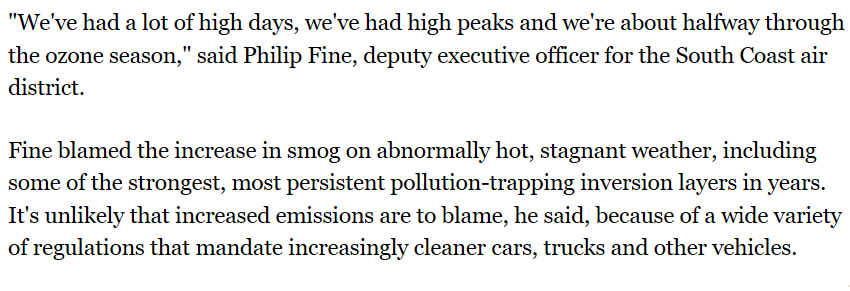 "We've had a lot of high days, we've had high peaks and we're about halfway through
the ozone season," said Philip Fine, deputy executive officer for the South Coast air
district.
Fine blamed the increase in smog on abnormally hot, stagnant weather, including
some of the strongest, most persistent pollution-trapping inversion layers in years.
It's unlikely that increased emissions are to blame, he said, because of a wide variety
of regulations that mandate increasingly cleaner cars, trucks and other vehicles.